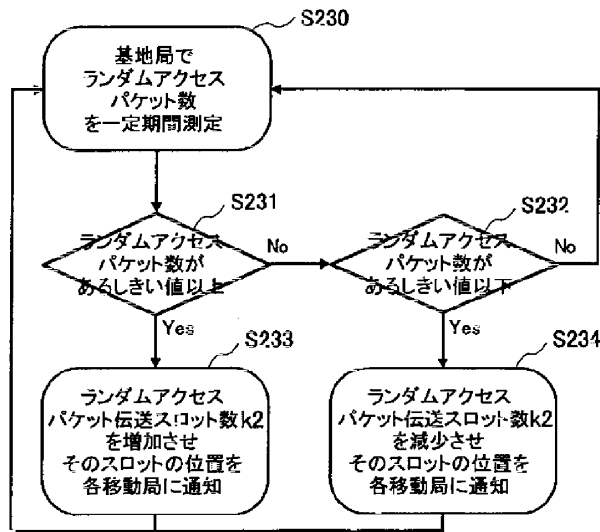 S230
基地局で
ランダムアクセス
パケット数
を一定期間測定
S231
ランダムアクセス
パケット数が
あるしきい値以上
No
Yes
S232
ランダムアクセス
パケット数が
あるしきい値以下
No
Yes
S233
ランダムアクセス
パケット伝送スロット数k2
を増加させ
そのスロットの位置を
各移動局に通知
S234
ランダムアクセス
パケット伝送スロット数k2
を減少させ
そのスロットの位置を
各移動局に通知